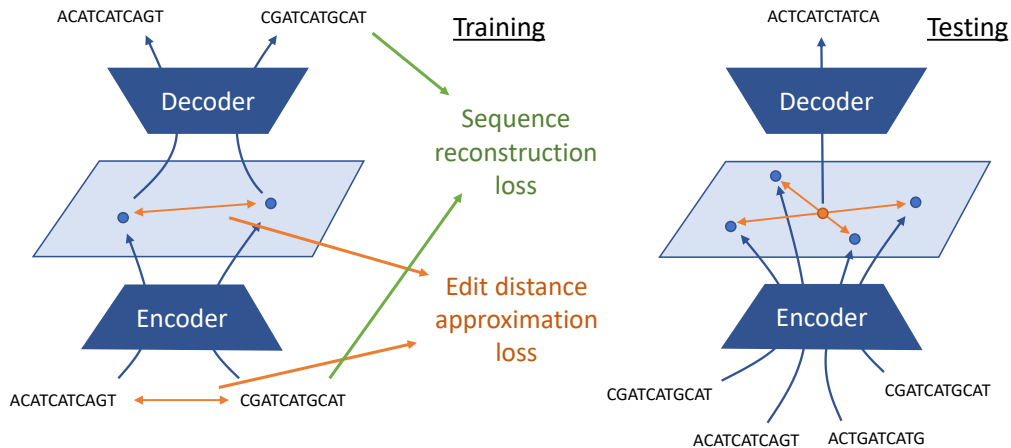 ACATCATCAGT
CGATCATGCAT
Training
Decoder
Sequence
reconstruction
loss
Edit distance
approximation
loss
Encoder
ACATCATCAGT
CGATCATGCAT
ACTCATCTATCA
Testing
Decoder
Encoder
CGATCATGCAT
CGATCATGCAT
ACATCATCAGT
ACTGATCATG